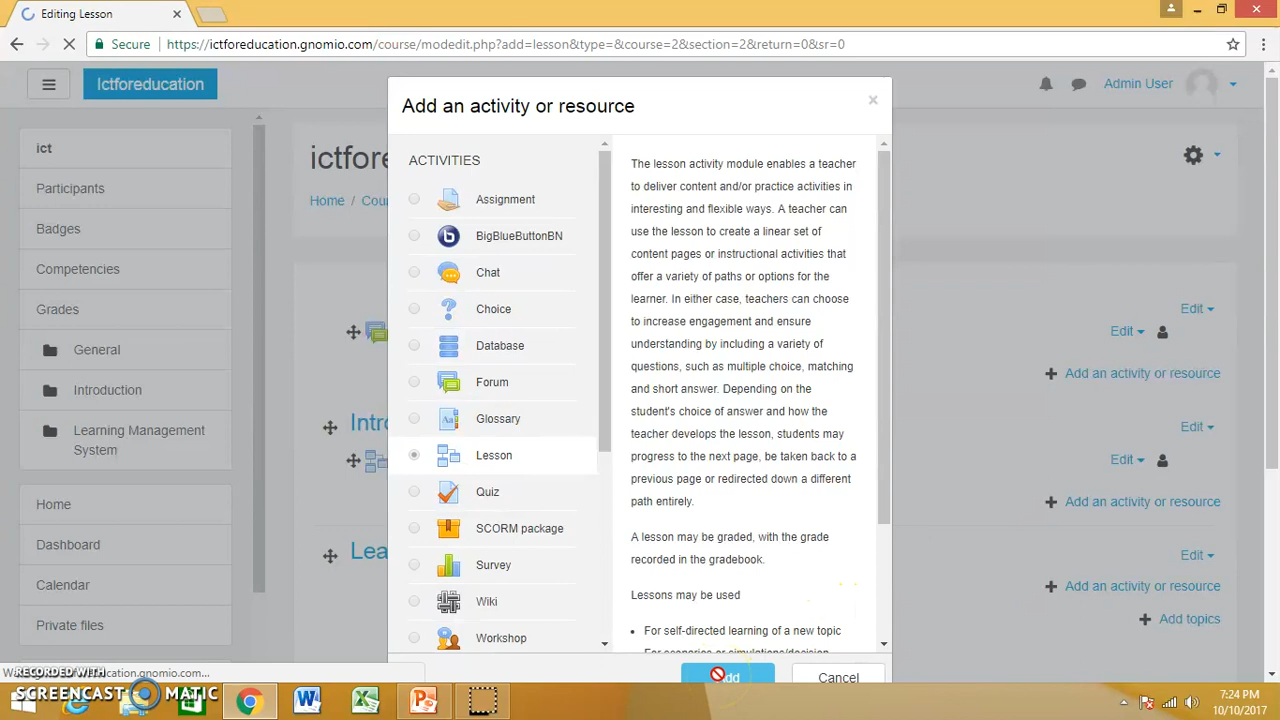 Editing Lesson
Secure
https://ictforeducation.gnomio.com/course/modedit.php?add=lesson&type=&course=2&section=2&return=0&sr=0
Ictforeducation
Admin User
Add an activity or resource
ict
Participants
Badges
Competencies
Grades
General
Introduction
Learning Management
System
Home
Dashboard
Calendar
Private files
Home
ACTIVITIES
Assignment
BigBlueButtonBN
Chat
Choice
Database
Forum
Glossary
Lesson
Quiz
SCORM package
Survey
Wiki
Workshop
The lesson activity module enables a teacher
to deliver content and/or practice activities in
interesting and flexible ways. A teacher can
use the lesson to create a linear set of
content pages or instructional activities that
offer a variety of paths or options for the
learner. In either case, teachers can choose
to increase engagement and ensure
understanding by including a variety of
questions, such as multiple choice, matching
and short answer. Depending on the
student's choice of answer and how the
teacher develops the lesson, students may
progress to the next page, be taken back to a
previous page or redirected down a different
path entirely.
A lesson may be graded, with the grade
recorded in the gradebook.
Lessons may be used
For self-directed learning of a new topic
For scenarios or simulations/decision
Edit
Edit
Add an activity or resource
Edit
Edit
Add an activity or resource
Edit
Add an activity or resource
Add topics
Cancel
RECORDED WITH
SCREENCAST MATIC
7:24 PM
10/10/2017